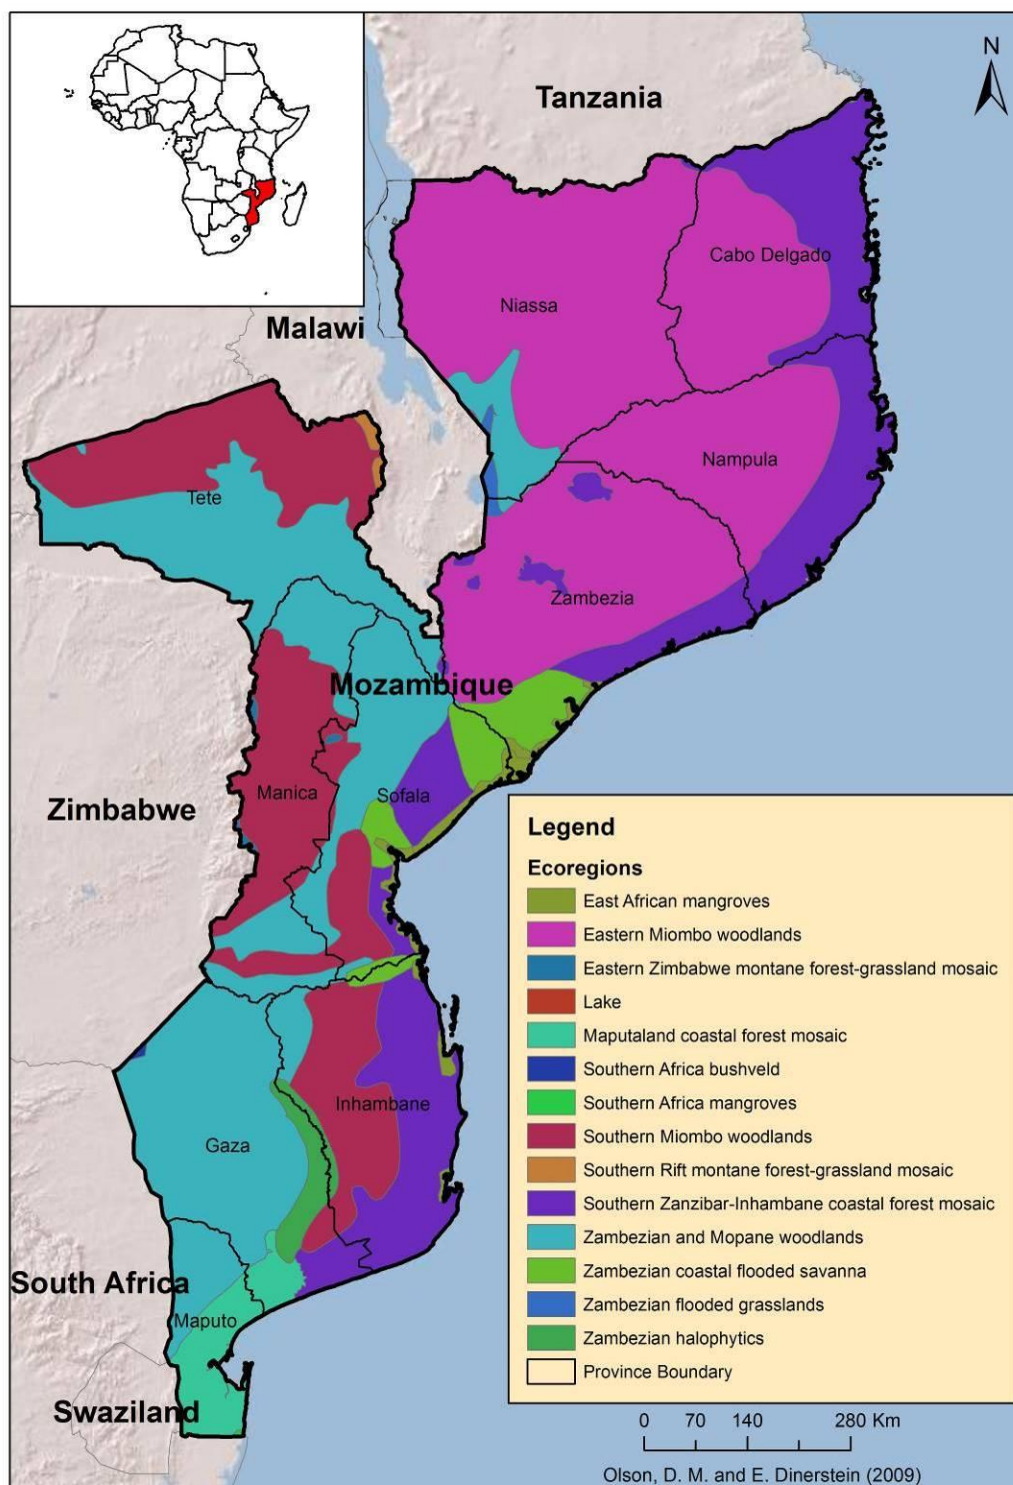 N
Tanzania
Cabo Delgado
Niassa
Malawi
Nampula
Tete
Zambezia
Mozambique
Manica
Sofala
Zimbabwe
Inhambane
Gaza
South Africa
Maputo
Swaziland
Legend
Ecoregions
East African mangroves
Eastern Miombo woodlands
Eastern Zimbabwe montane forest-grassland mosaic
Lake
Maputaland coastal forest mosaic
Southern Africa bushveld
Southern Africa mangroves
Southern Miombo woodlands
Southern Rift montane forest-grassland mosaic
Southern Zanzibar-Inhambane coastal forest mosaic
Zambezian and Mopane woodlands
Zambezian coastal flooded savanna
Zambezian flooded grasslands
Zambezian halophytics
Province Boundary
0 70 140 280 Km
Olson, D. M. and E. Dinerstein (2009)